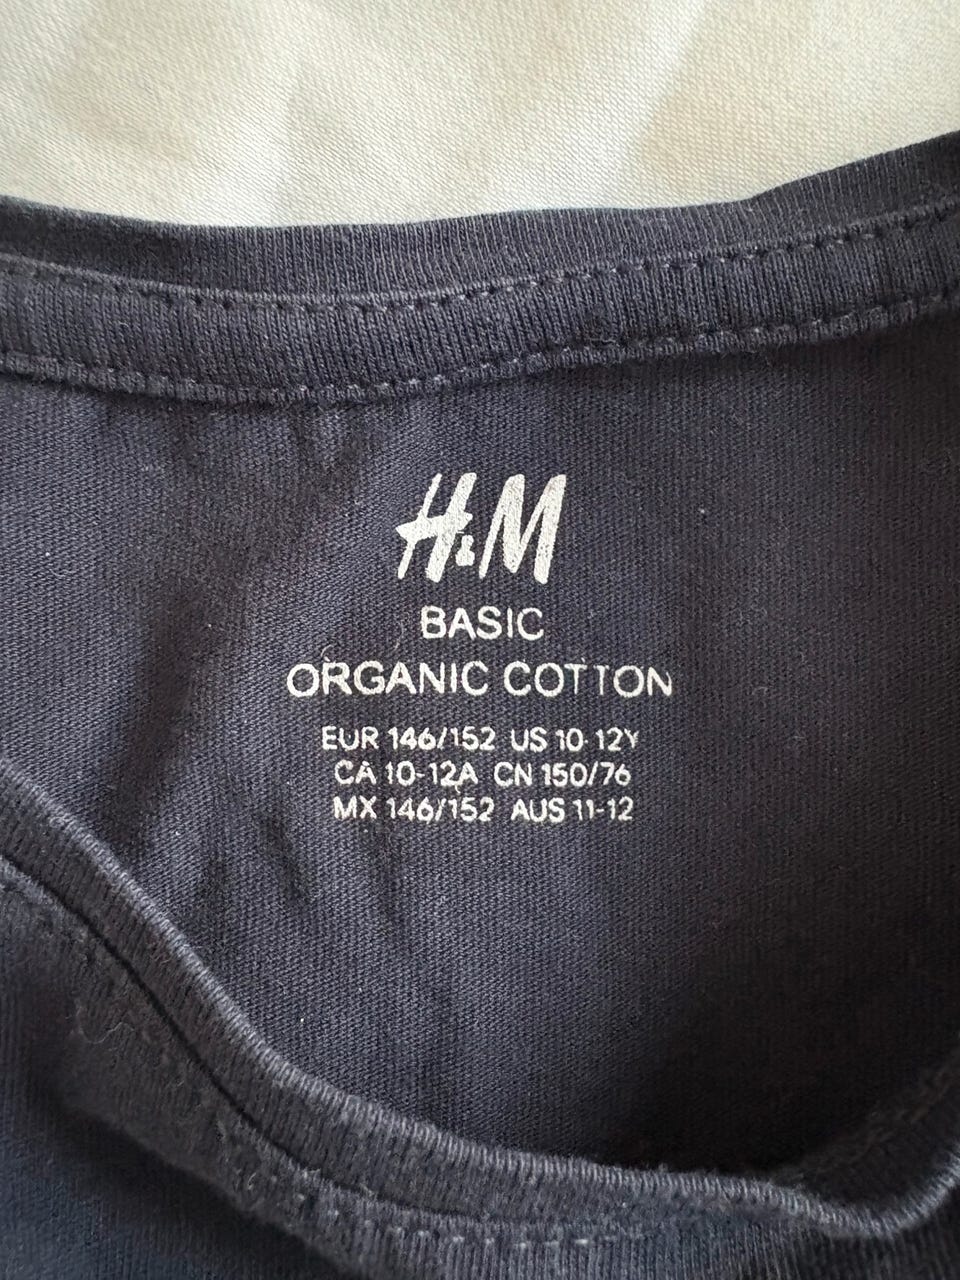 H&M
BASIC
ORGANIC COTTON
EUR 146/152 US 10-12Y
CA 10-12A CN 150/76
MX 146/152 AUS 11-12